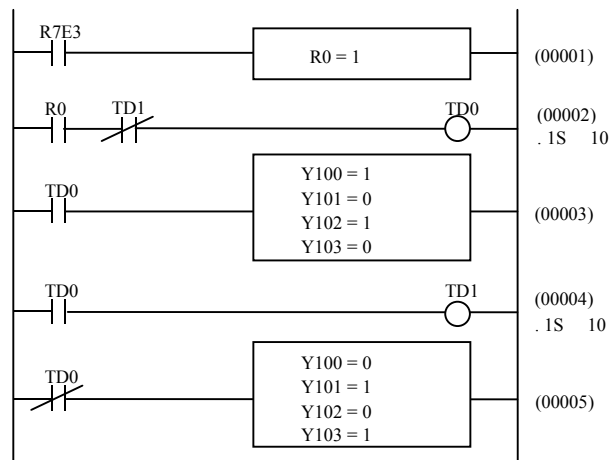 R7E3
R0 = 1
(00001)
R0 TD1 TD0
(00002)
. 1S 10
TD0
Y100 = 1
Y101 = 0
Y102 = 1
Y103 = 0
(00003)
TD0 TD1
(00004)
. 1S 10
TD0
Y100 = 0
Y101 = 1
Y102 = 0
Y103 = 1
(00005)